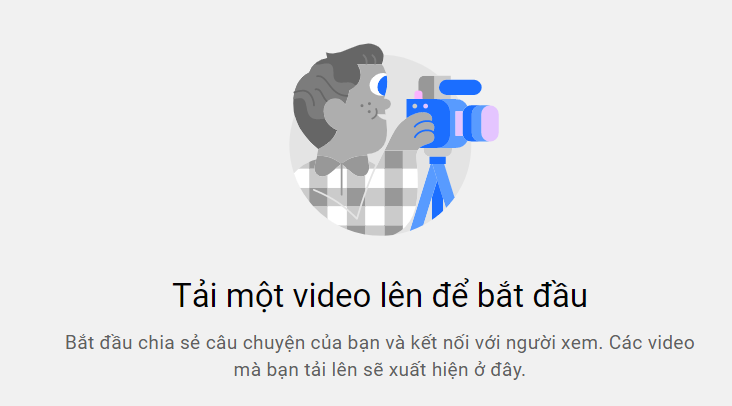 Tải một video lên để bắt đầu
Bắt đầu chia sẻ câu chuyện của bạn và kết nối với người xem. Các video
mà bạn tải lên sẽ xuất hiện ở đây.